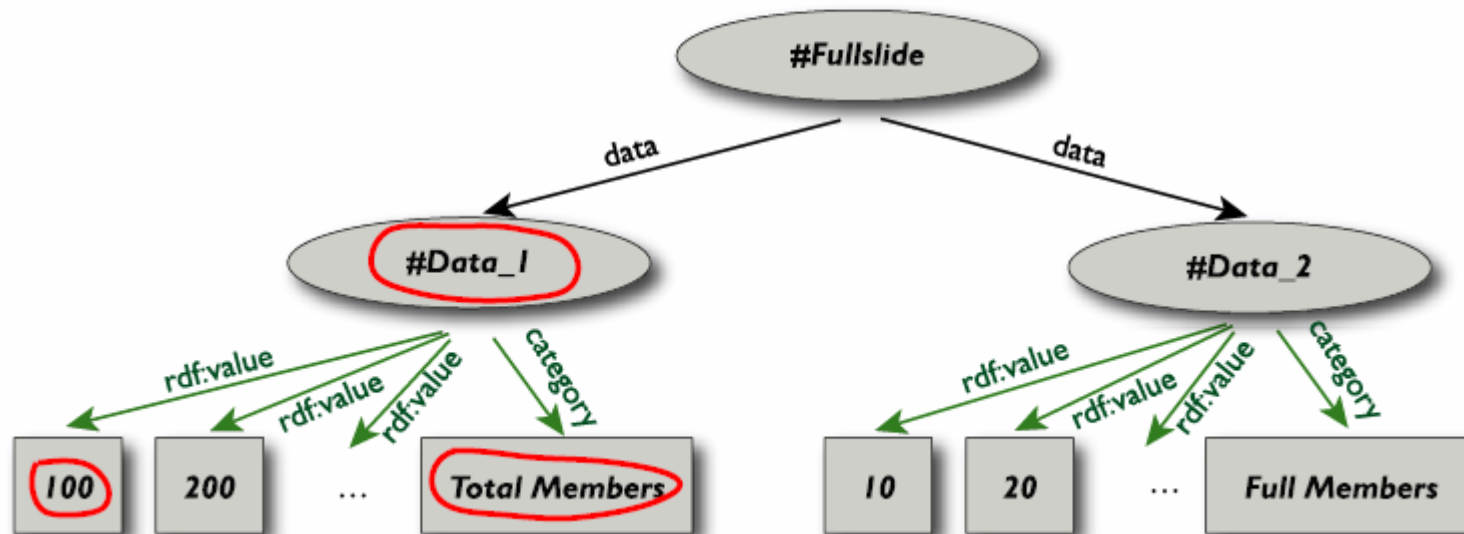 #Fullslide
data
data
#Data_1
#Data_2
rdf:value
rdf:value
rdf:value
category
rdf:value
rdf:value
rdf:value
category
100
200
...
Total Members
10
20
...
Full Members